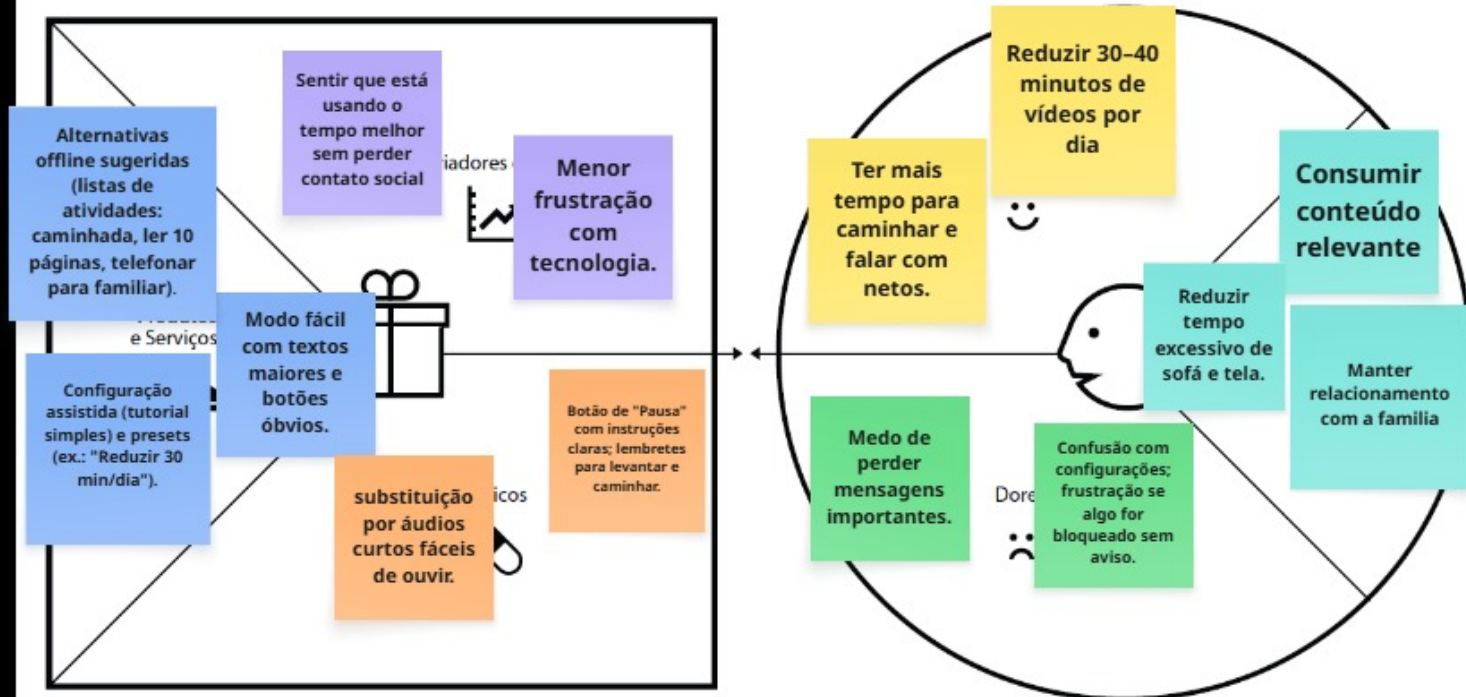 Sentir que está
usando o
tempo melhor
sem perder
contato social
Menor
frustração
com
tecnologia.
Alternativas
offline sugeridas
(listas de
atividades:
caminhada, ler 10
páginas, telefonar
para familiar).
e Serviços
Modo fácil
com textos
maiores e
botões
óbvios.
Configuração
assistida (tutorial
simples) e presets
(ex.: "Reduzir 30
min/dia").
substituição
por áudios
curtos fáceis
de ouvir.
Botão de "Pausa"
com instruções
claras; lembretes
para levantar e
caminhar.
Reduzir 30–40
minutos de
vídeos por
dia
Ter mais
tempo para
caminhar e
falar com
netos.
Consumir
conteúdo
relevante
Reduzir
tempo
excessivo de
sofá e tela.
Manter
relacionamento
com a familia
Medo de
perder
mensagens
importantes.
Confusão com
configurações;
frustração se
algo for
bloqueado sem
aviso.